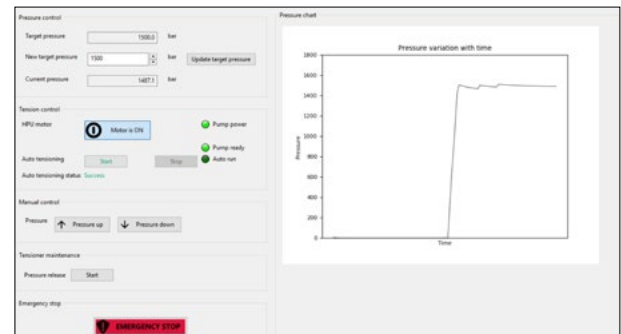 Pressure control
Target pressure 1500.0 bar
New target pressure 1500 bar Update target pressure
Current pressure 1487.1 bar
Tension control
HPU motor Motor is ON Pump power
Pump ready
Auto tensioning Start Stop Auto run
Auto tensioning status Success
Manual control
Pressure Pressure up Pressure down
Tensioner maintenance
Pressure release Start
Emergency stop
EMERGENCY STOP
Pressure chart
Pressure variation with time
1800
1600
1400
1200
1000
800
600
400
200
0
Pressure
Time